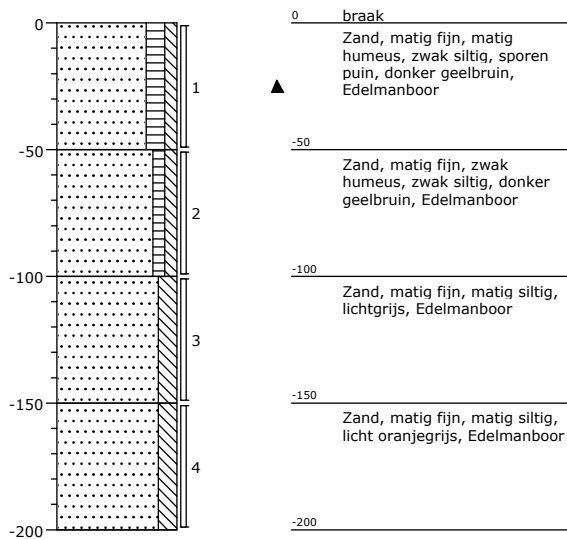 0
-50
-100
-150
-200
1
2
3
4
0
braak
Zand, matig fijn, matig
humeus, zwak siltig, sporen
puin, donker geelbruin,
Edelmanboor
-50
Zand, matig fijn, zwak
humeus, zwak siltig, donker
geelbruin, Edelmanboor
-100
Zand, matig fijn, matig siltig,
lichtgrijs, Edelmanboor
-150
Zand, matig fijn, matig siltig,
licht oranjegrijs, Edelmanboor
-200